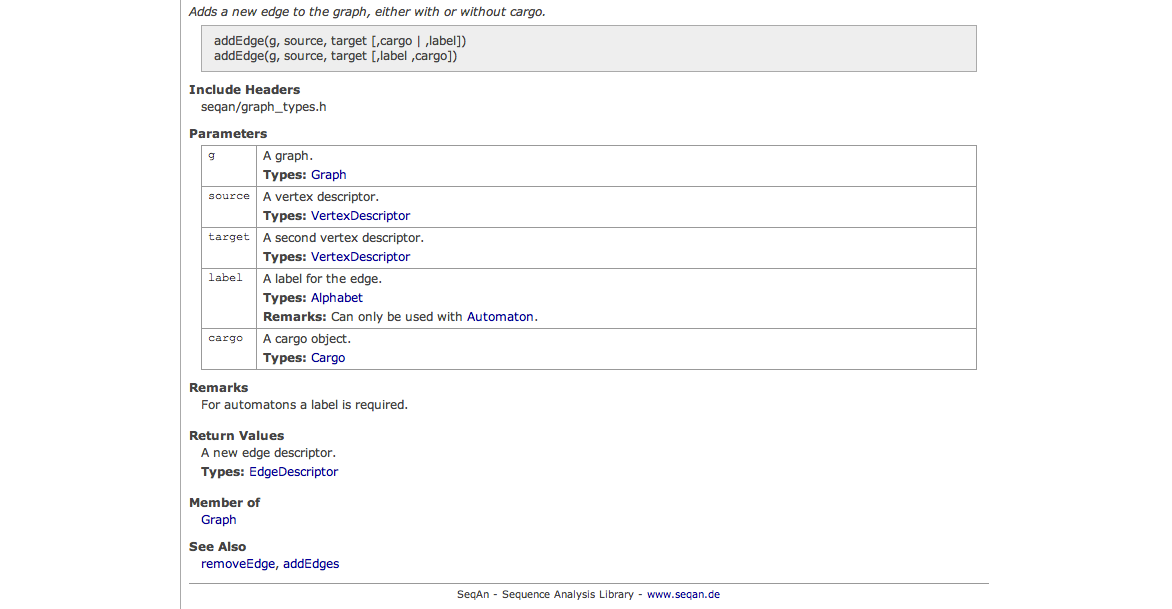 Adds a new edge to the graph, either with or without cargo.
addEdge(g, source, target [,cargo | ,label])
addEdge(g, source, target [,label ,cargo])
Include Headers
seqan/graph_types.h
Parameters
g A graph.
Types: Graph
source A vertex descriptor.
Types: VertexDescriptor
target A second vertex descriptor.
Types: VertexDescriptor
label A label for the edge.
Types: Alphabet
Remarks: Can only be used with Automaton.
cargo A cargo object.
Types: Cargo
Remarks
For automatons a label is required.
Return Values
A new edge descriptor.
Types: EdgeDescriptor
Member of
Graph
See Also
removeEdge, addEdges
SeqAn - Sequence Analysis Library - www.seqan.de